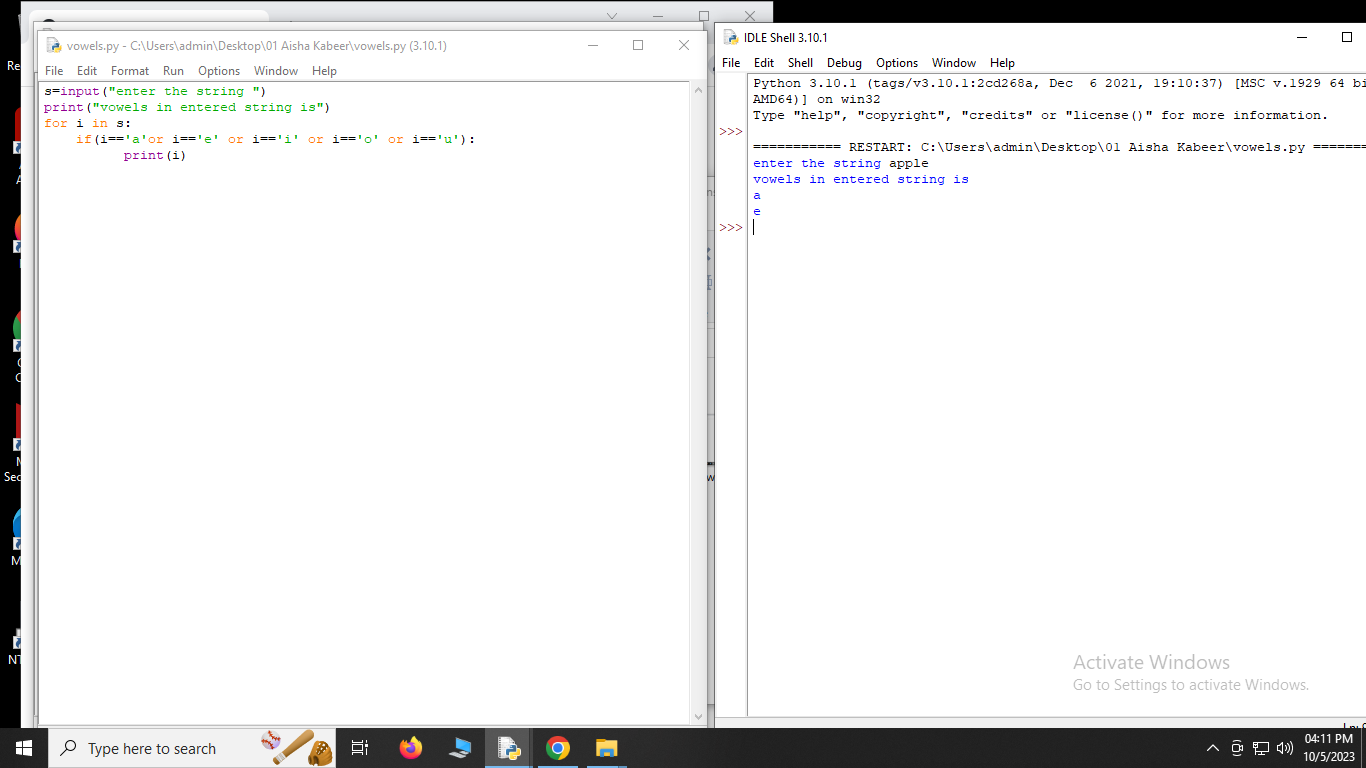 vowels.py - C:\Users\admin\Desktop\01 Aisha Kabeer\vowels.py (3.10.1)
File Edit Format Run Options Window Help
s=input("enter the string ")
print("vowels in entered string is")
for i in s:
    if(i=='a'or i=='e' or i=='i' or i=='o' or i=='u'):
          print(i)
IDLE Shell 3.10.1
File Edit Shell Debug Options Window Help
Python 3.10.1 (tags/v3.10.1:2cd268a, Dec  6 2021, 19:10:37) [MSC v.1929 64 bi
AMD64)] on win32
Type "help", "copyright", "credits" or "license()" for more information.
>>>
=========== RESTART: C:\Users\admin\Desktop\01 Aisha Kabeer\vowels.py =======
enter the string apple
vowels in entered string is
a
e
>>>
Activate Windows
Go to Settings to activate Windows.
Re
Sec
NT
Type here to search
04:11 PM
10/5/2023